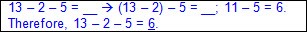 13 – 2 – 5 = __ → (13 – 2) – 5 = __; 11 – 5 = 6.
Therefore, 13 – 2 – 5 = 6.